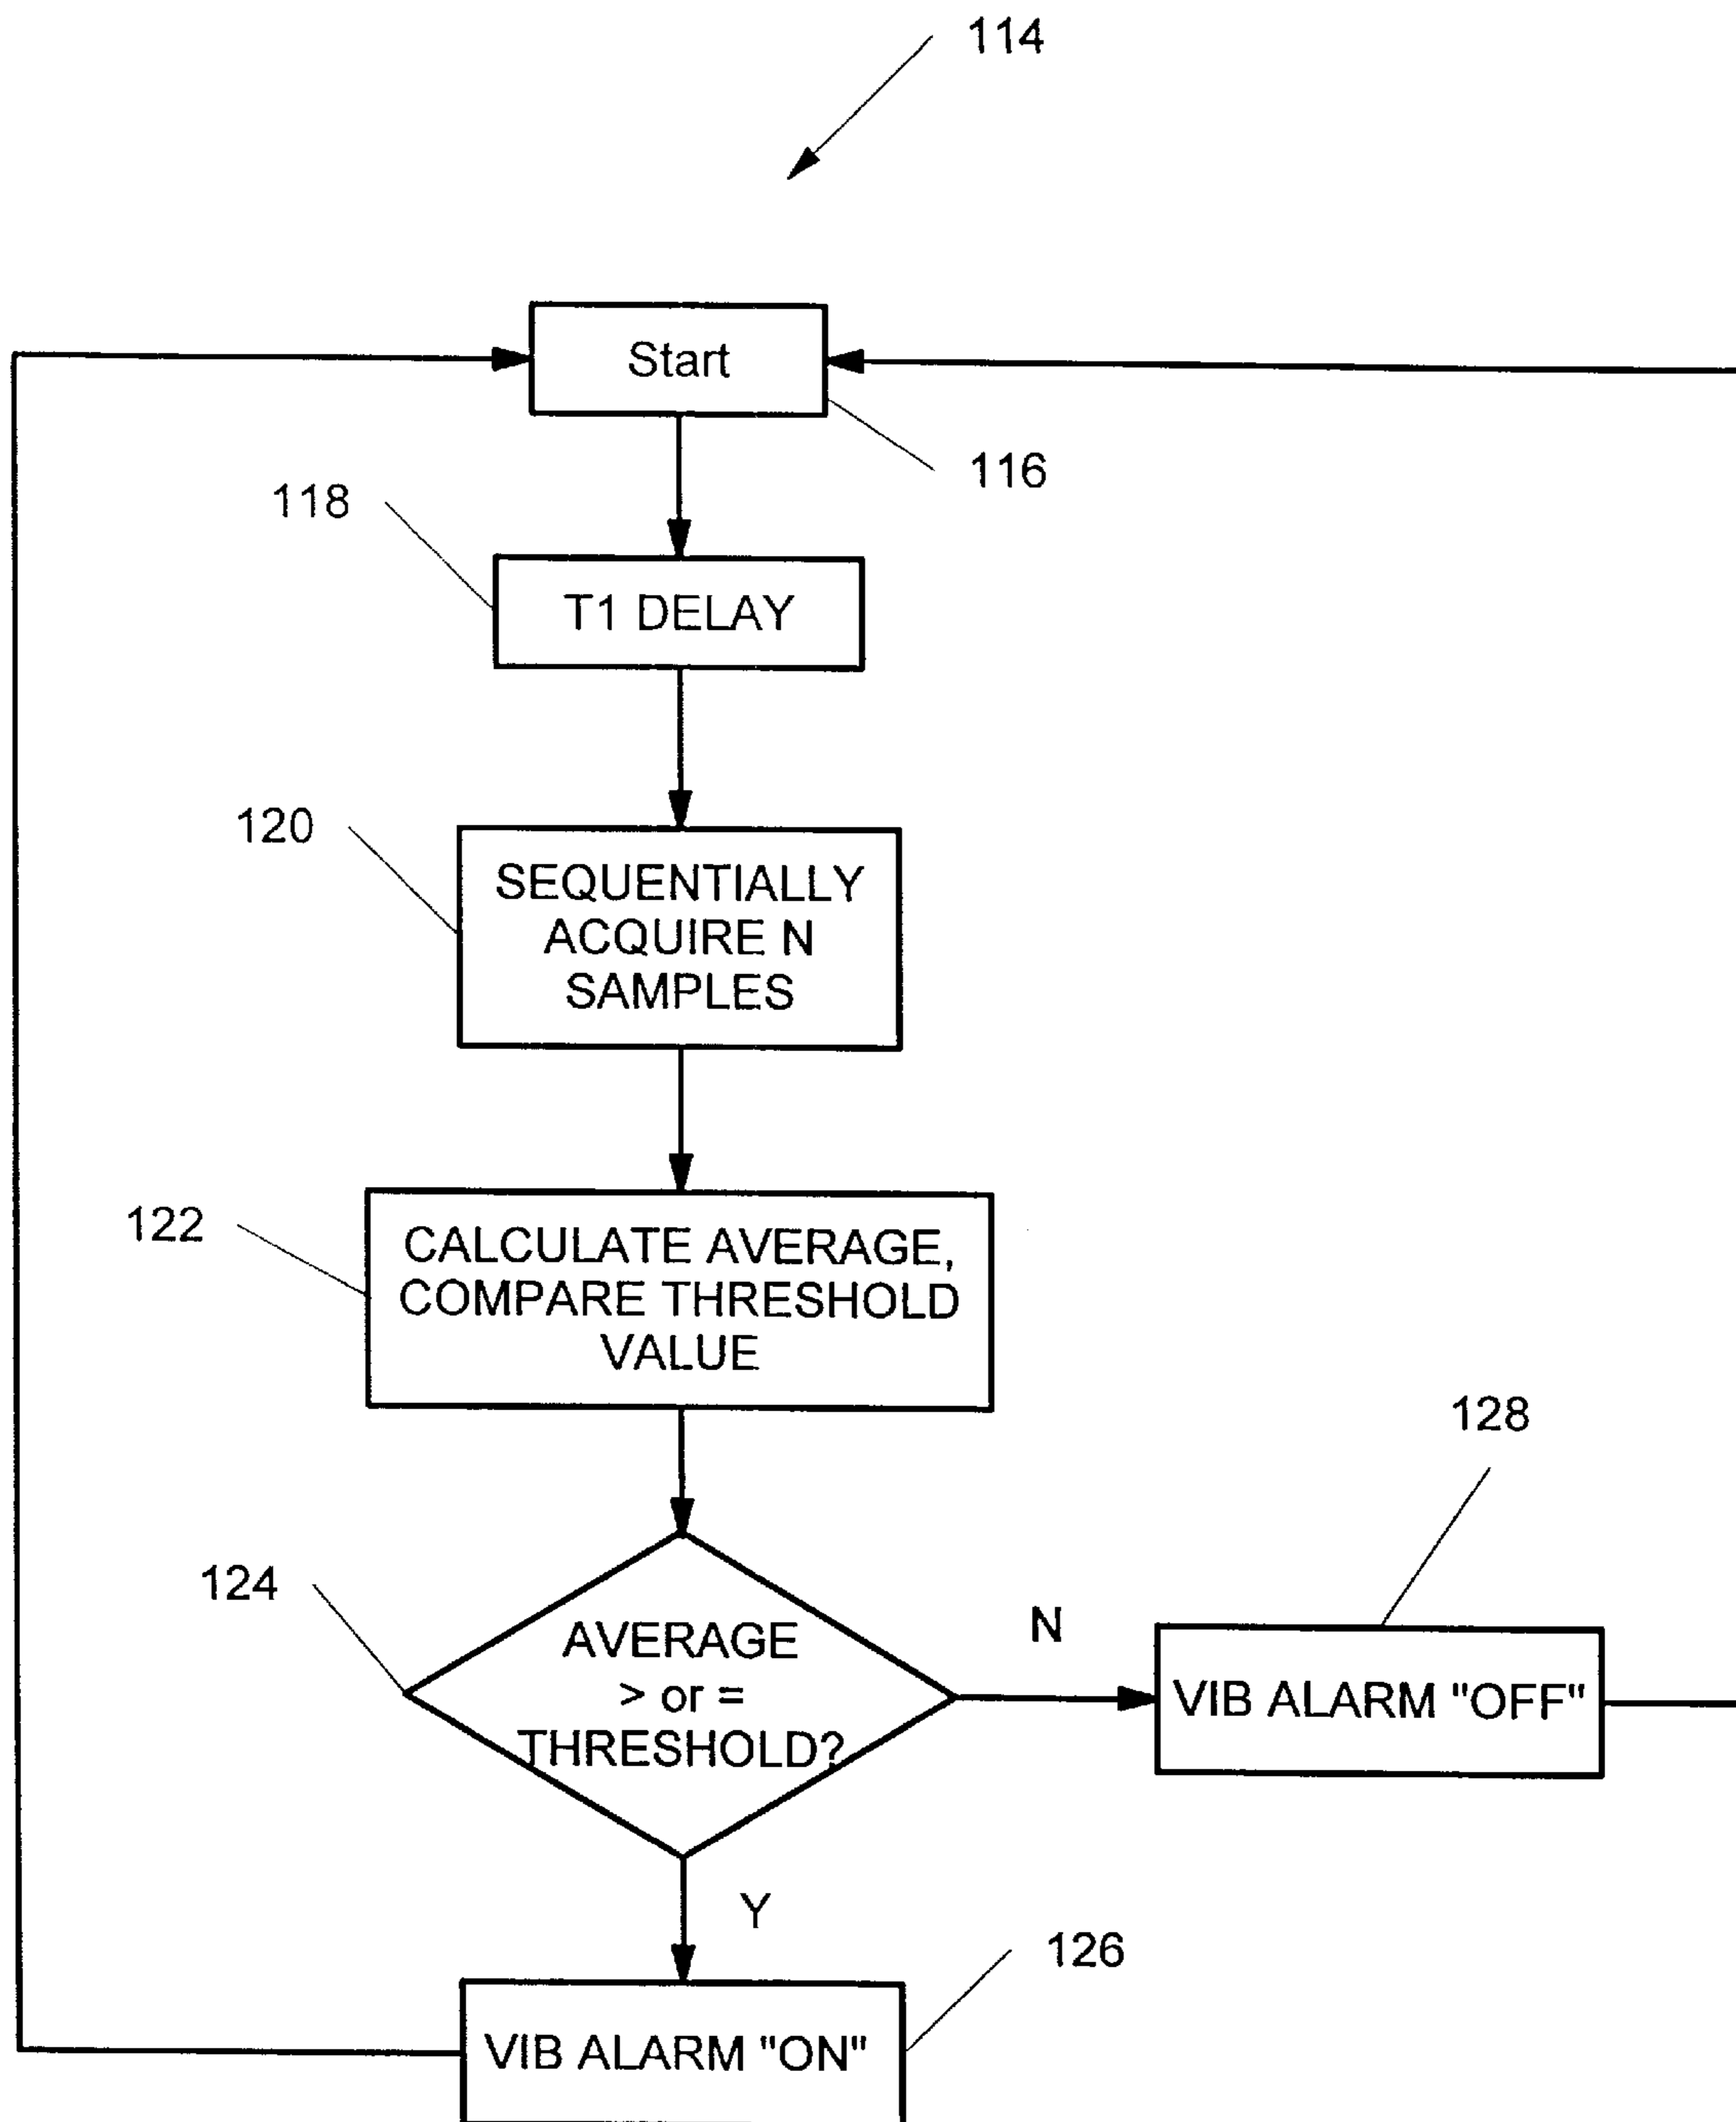 114
Start
116
118
T1 DELAY
120
SEQUENTIALLY
ACQUIRE N
SAMPLES
122
CALCULATE AVERAGE,
COMPARE THRESHOLD
VALUE
128
124
AVERAGE
> or =
THRESHOLD?
N
VIB ALARM "OFF"
Y
126
VIB ALARM "ON"